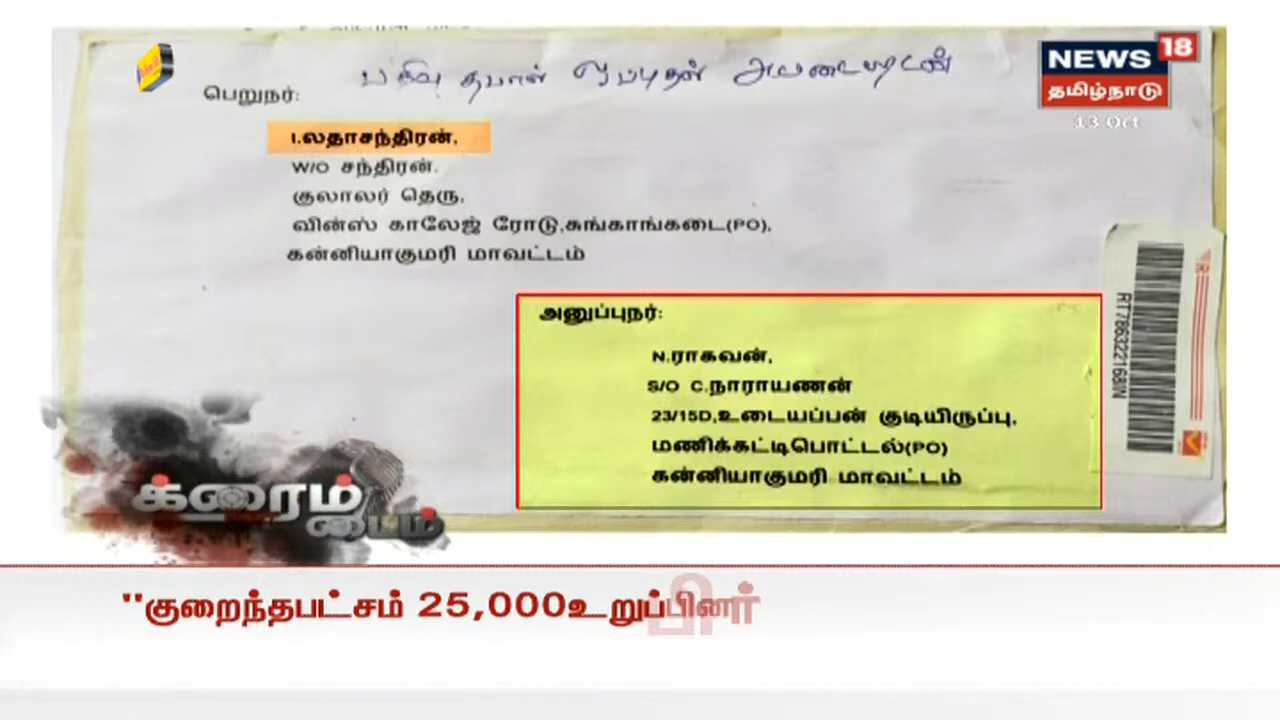 பதிவு தபால் ஒப்புதல் அட்டையுடன்
பெறுநர்:
I.லதாசந்திரன்,
W/O சந்திரன்.
குலாலர் தெரு,
வின்ஸ் காலேஜ் ரோடு,சுங்காங்கடை(PO),
கன்னியாகுமரி மாவட்டம்
அனுப்புநர்:
N.ராகவன்,
S/O C.நாராயணன்
23/15D,உடையப்பன் குடியிருப்பு,
மணிக்கட்டிபொட்டல்(PO)
கன்னியாகுமரி மாவட்டம்
RT786322168IN
NEWS 18
தமிழ்நாடு
13 Oct
க்ரைம்
டைம்
"குறைந்தபட்சம் 25,000உறுப்பினர்